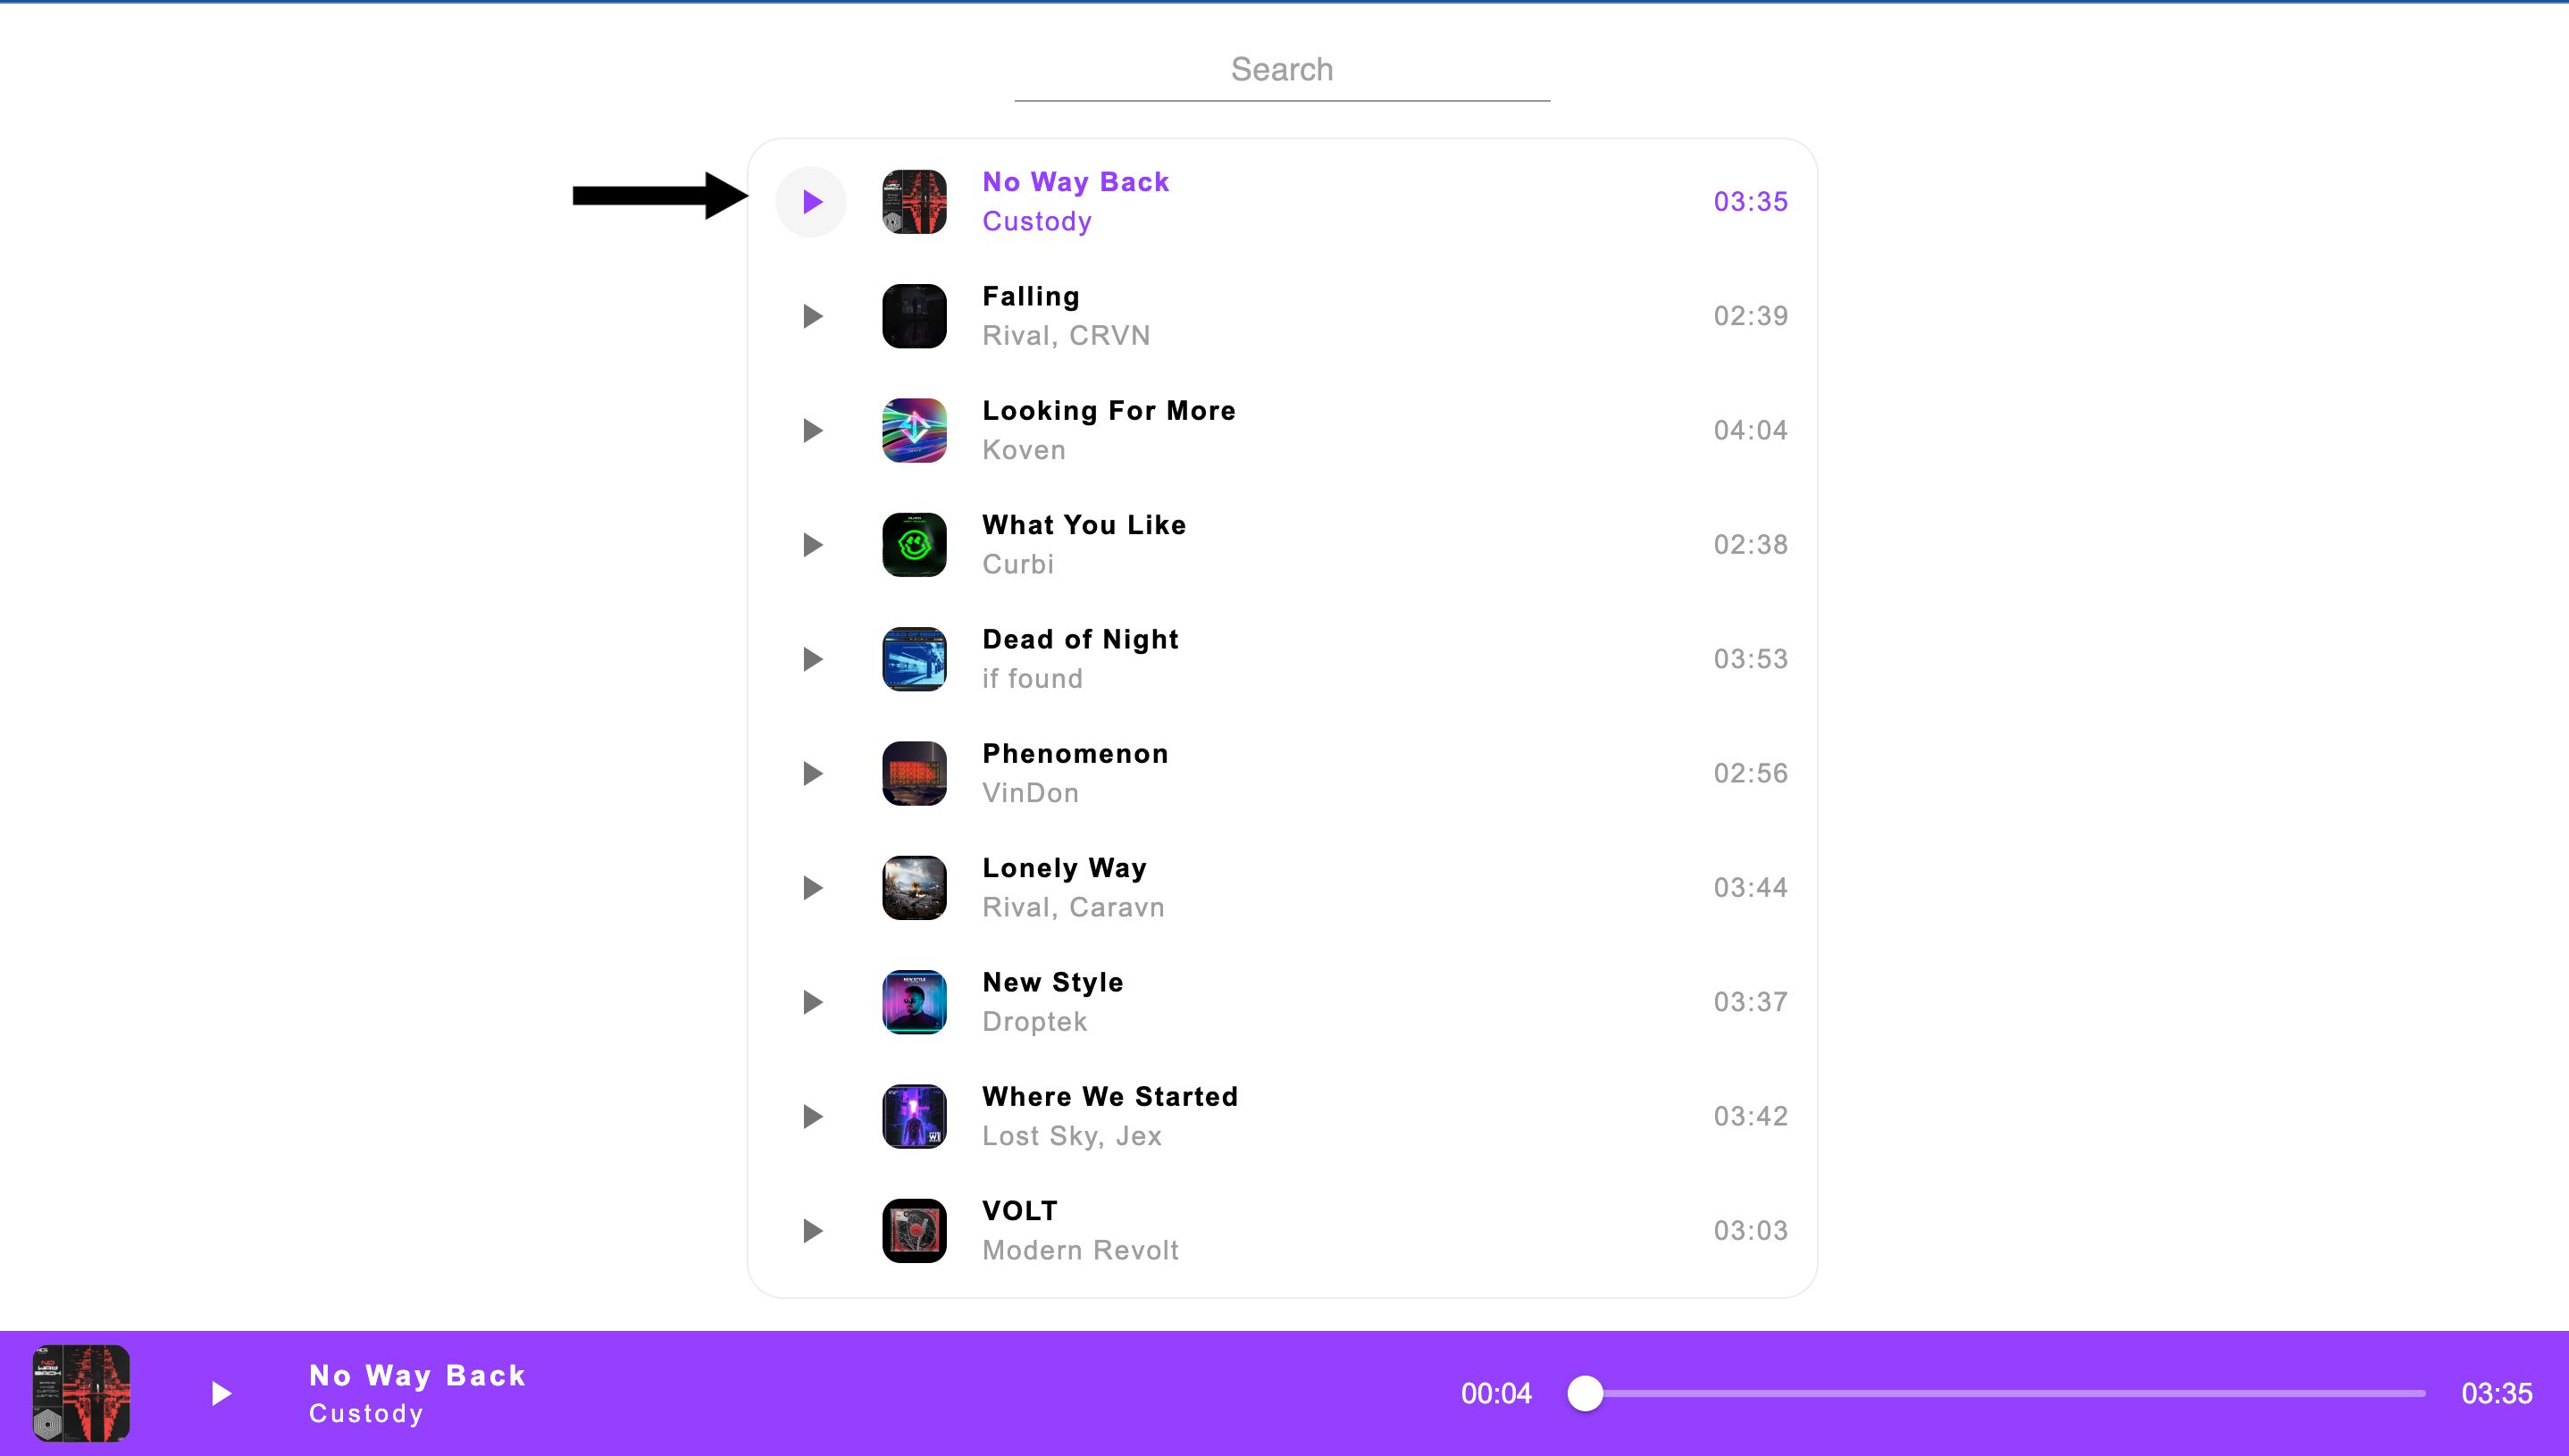 Search
No Way Back
Custody
03:35
Falling
Rival, CRVN
02:39
Looking For More
Koven
04:04
What You Like
Curbi
02:38
Dead of Night
if found
03:53
Phenomenon
VinDon
02:56
Lonely Way
Rival, Caravn
03:44
New Style
Droptek
03:37
Where We Started
Lost Sky, Jex
03:42
VOLT
Modern Revolt
03:03
NO
WAY
BACK
No Way Back
Custody
00:04
03:35